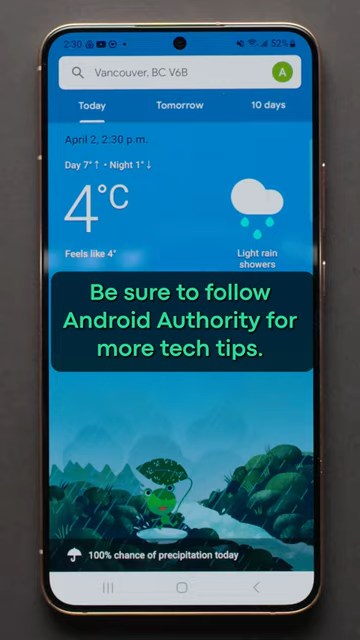 2:30
52%
Vancouver, BC V6B
A
Today
Tomorrow
10 days
April 2, 2:30 p.m.
Day 7°↑ • Night 1°↓
4°C
Feels like 4°
Light rain
showers
Be sure to follow
Android Authority for
more tech tips.
100% chance of precipitation today